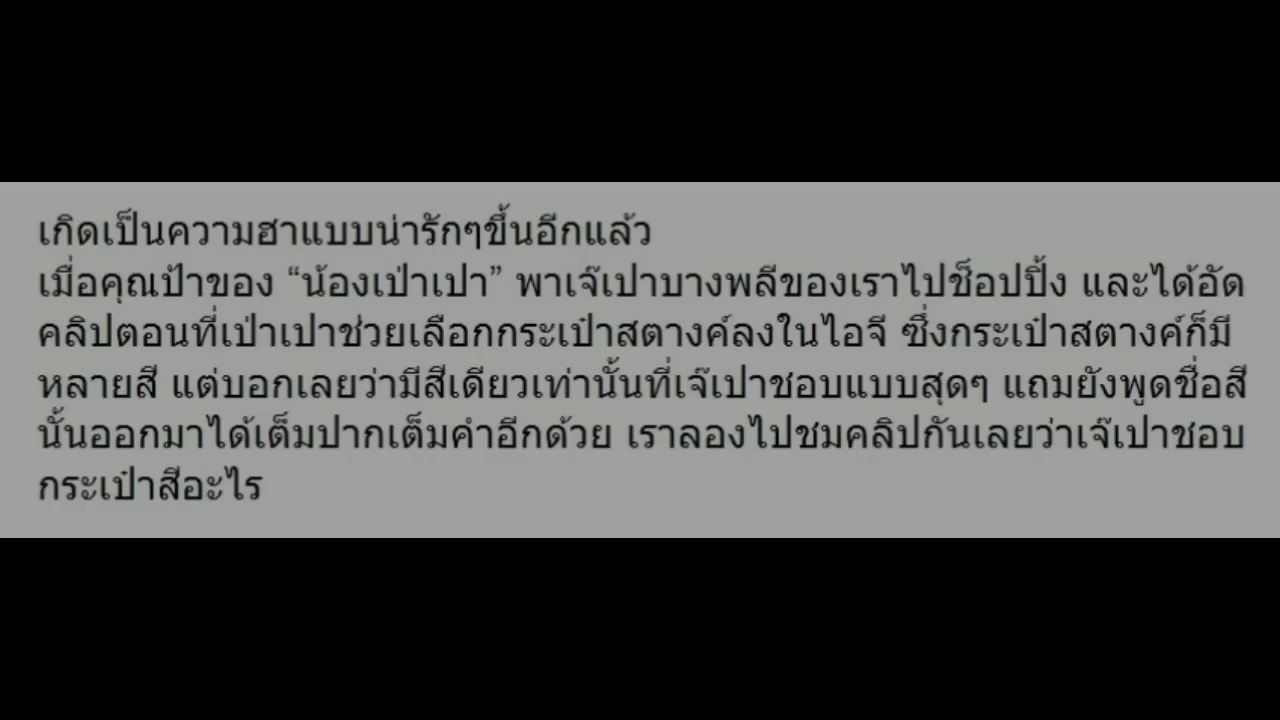 เกิดเป็นความฮาแบบน่ารักๆขึ้นอีกแล้ว
เมื่อคุณป้าของ “น้องเป่าเปา” พาเจ๊เปาบางพลีของเราไปช็อปปิ้ง และได้อัด
คลิปตอนที่เป่าเปาช่วยเลือกกระเป๋าสตางค์ลงในไอจี ซึ่งกระเป๋าสตางค์ก็มี
หลายสี แต่บอกเลยว่ามีสีเดียวเท่านั้นที่เจ๊เปาชอบแบบสุดๆ แถมยังพูดชื่อสี
นั้นออกมาได้เต็มปากเต็มคำอีกด้วย เราลองไปชมคลิปกันเลยว่าเจ๊เปาชอบ
กระเป๋าสีอะไร